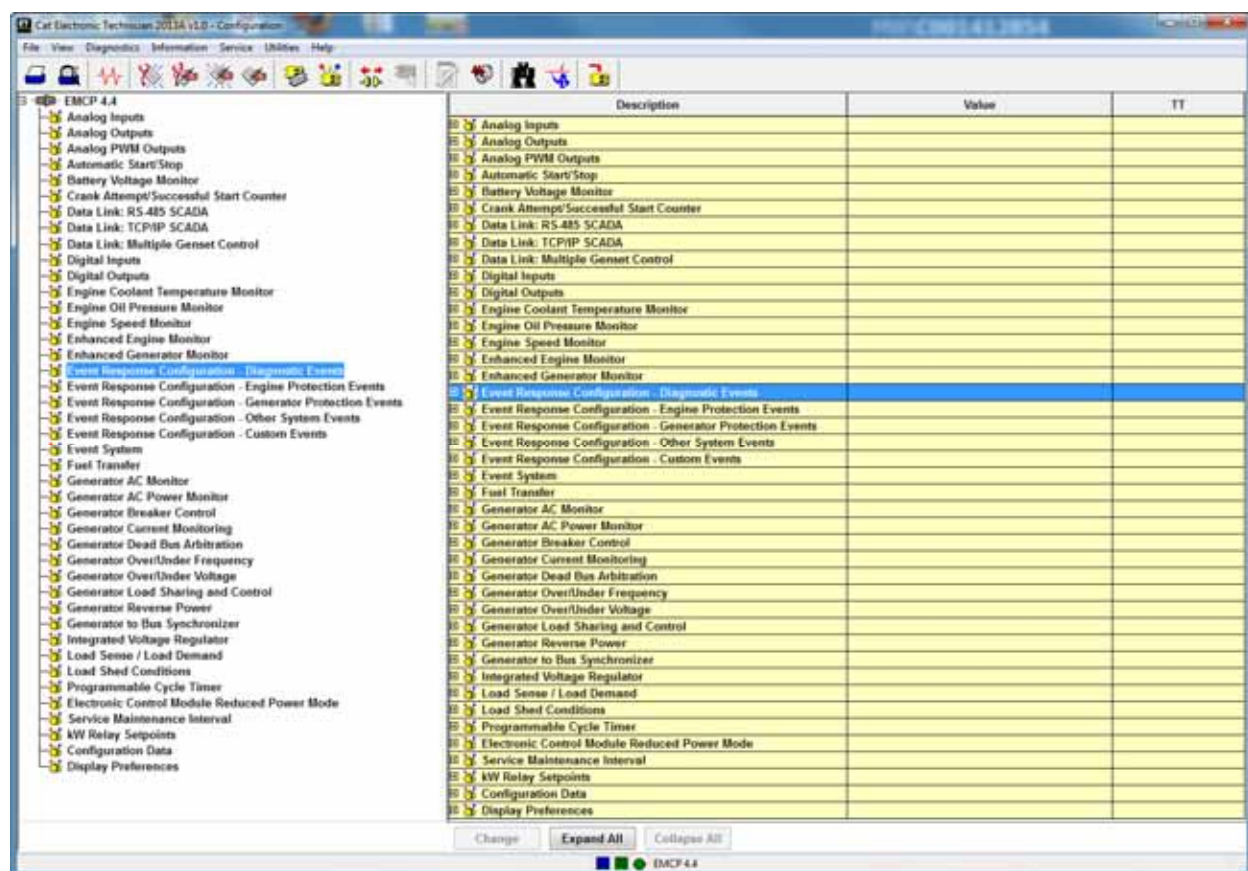 Cat Electronic Technician 2013A v1.0 - Configuration
File View Diagnostics Information Service Utilities Help
EMCP 4.4
Analog Inputs
Analog Outputs
Analog PWM Outputs
Automatic Start/Stop
Battery Voltage Monitor
Crank Attempt/Successful Start Counter
Data Link: RS-485 SCADA
Data Link: TCP/IP SCADA
Data Link: Multiple Genset Control
Digital Inputs
Digital Outputs
Engine Coolant Temperature Monitor
Engine Oil Pressure Monitor
Engine Speed Monitor
Enhanced Engine Monitor
Enhanced Generator Monitor
Event Response Configuration - Diagnostic Events
Event Response Configuration - Engine Protection Events
Event Response Configuration - Generator Protection Events
Event Response Configuration - Other System Events
Event Response Configuration - Custom Events
Event System
Fuel Transfer
Generator AC Monitor
Generator AC Power Monitor
Generator Breaker Control
Generator Current Monitoring
Generator Dead Bus Arbitration
Generator Over/Under Frequency
Generator Over/Under Voltage
Generator Load Sharing and Control
Generator Reverse Power
Generator to Bus Synchronizer
Integrated Voltage Regulator
Load Sense / Load Demand
Load Shed Conditions
Programmable Cycle Timer
Electronic Control Module Reduced Power Mode
Service Maintenance Interval
kW Relay Setpoints
Configuration Data
Display Preferences
Description Value TT
Analog Inputs
Analog Outputs
Analog PWM Outputs
Automatic Start/Stop
Battery Voltage Monitor
Crank Attempt/Successful Start Counter
Data Link: RS-485 SCADA
Data Link: TCP/IP SCADA
Data Link: Multiple Genset Control
Digital Inputs
Digital Outputs
Engine Coolant Temperature Monitor
Engine Oil Pressure Monitor
Engine Speed Monitor
Enhanced Engine Monitor
Enhanced Generator Monitor
Event Response Configuration - Diagnostic Events
Event Response Configuration - Engine Protection Events
Event Response Configuration - Generator Protection Events
Event Response Configuration - Other System Events
Event Response Configuration - Custom Events
Event System
Fuel Transfer
Generator AC Monitor
Generator AC Power Monitor
Generator Breaker Control
Generator Current Monitoring
Generator Dead Bus Arbitration
Generator Over/Under Frequency
Generator Over/Under Voltage
Generator Load Sharing and Control
Generator Reverse Power
Generator to Bus Synchronizer
Integrated Voltage Regulator
Load Sense / Load Demand
Load Shed Conditions
Programmable Cycle Timer
Electronic Control Module Reduced Power Mode
Service Maintenance Interval
kW Relay Setpoints
Configuration Data
Display Preferences
Change Expand All Collapse All
EMCP 4.4